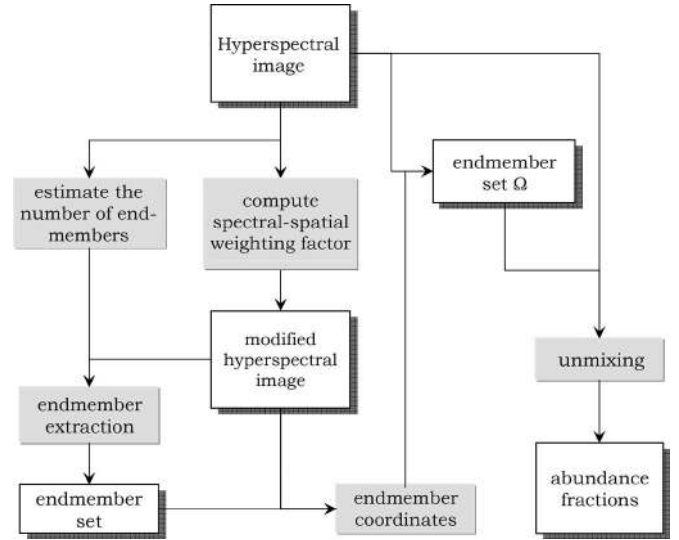 Hyperspectral
image
endmember
set Ω
estimate the
number of end-
members
compute
spectral-spatial
weighting factor
modified
hyperspectral
image
unmixing
endmember
extraction
endmember
set
endmember
coordinates
abundance
fractions